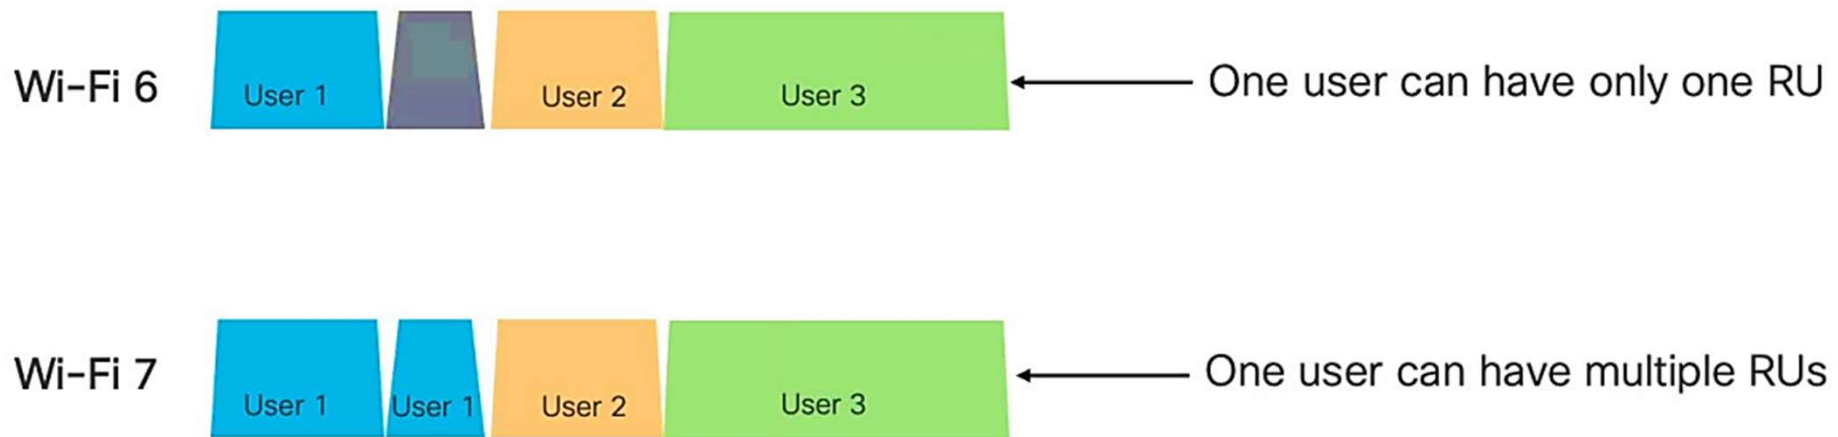 Wi-Fi 6
User 1
User 2
User 3
One user can have only one RU
Wi-Fi 7
User 1
User 1
User 2
User 3
One user can have multiple RUs